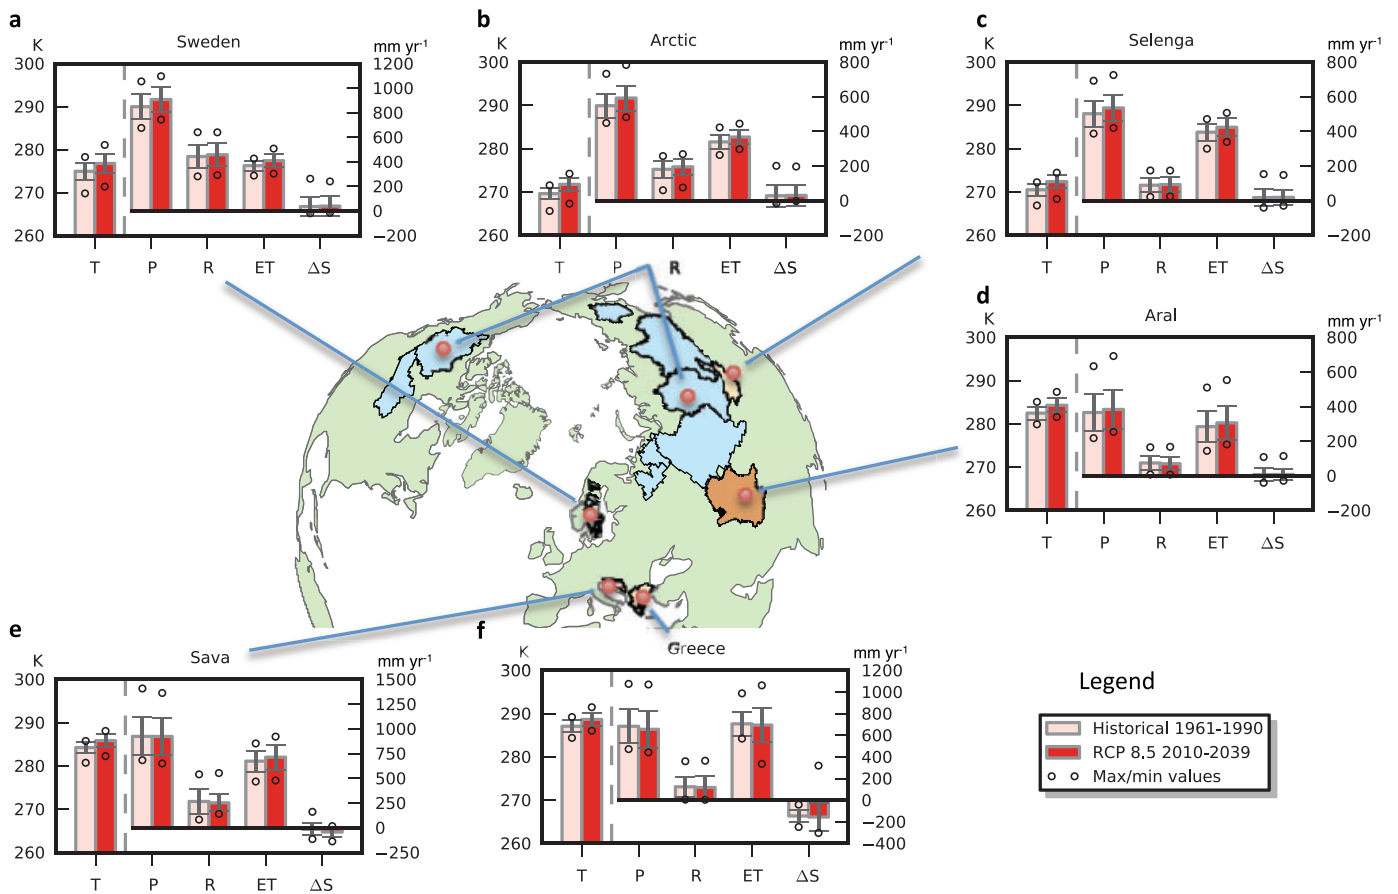 a
Sweden
K
mm yr⁻¹
300
290
280
270
260
1200
1000
800
600
400
200
0
−200
T P R ET ΔS
b
Arctic
300
290
280
270
260
mm yr⁻¹
800
600
400
200
0
−200
T P R ET ΔS
c
Selenga
K
mm yr⁻¹
300
290
280
270
260
800
600
400
200
0
−200
T P R ET ΔS
d
Aral
K
mm yr⁻¹
300
290
280
270
260
800
600
400
200
0
−200
T P R ET ΔS
e
Sava
K
mm yr⁻¹
300
290
280
270
260
1500
1250
1000
750
500
250
0
−250
T P R ET ΔS
f
Greece
K
mm yr⁻¹
300
290
280
270
260
1200
1000
800
600
400
200
0
−200
−400
T P R ET ΔS
Legend
Historical 1961-1990
RCP 8.5 2010-2039
Max/min values